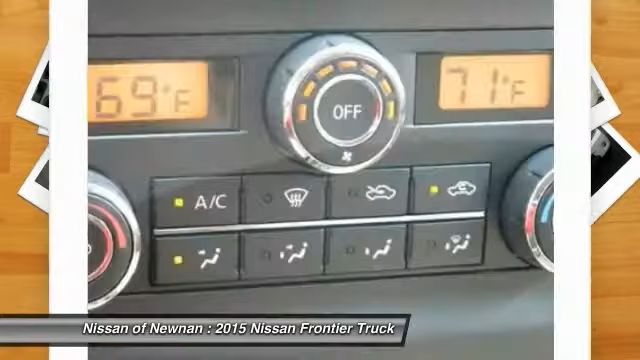 69°F
71°F
OFF
A/C
Nissan of Newnan : 2015 Nissan Frontier Truck